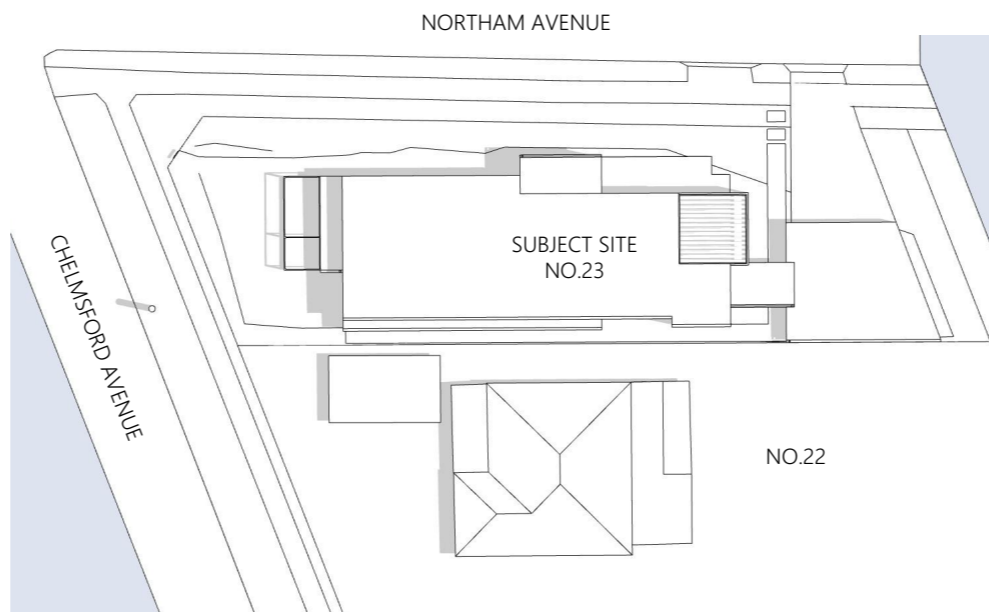 NORTHAM AVENUE
CHELMSFORD AVENUE
SUBJECT SITE
NO.23
NO.22